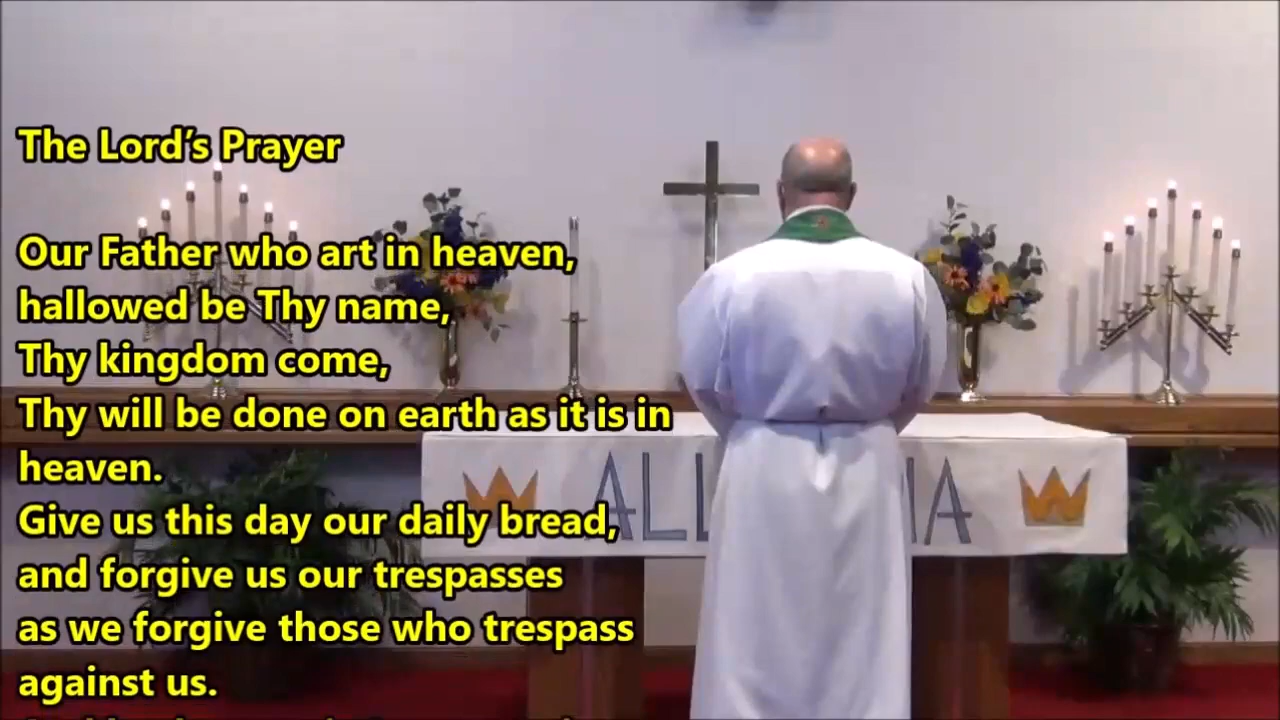 The Lord's Prayer
Our Father who art in heaven,
hallowed be Thy name,
Thy kingdom come,
Thy will be done on earth as it is in
heaven.
Give us this day our daily bread,
and forgive us our trespasses
as we forgive those who trespass
against us.
ALL IA